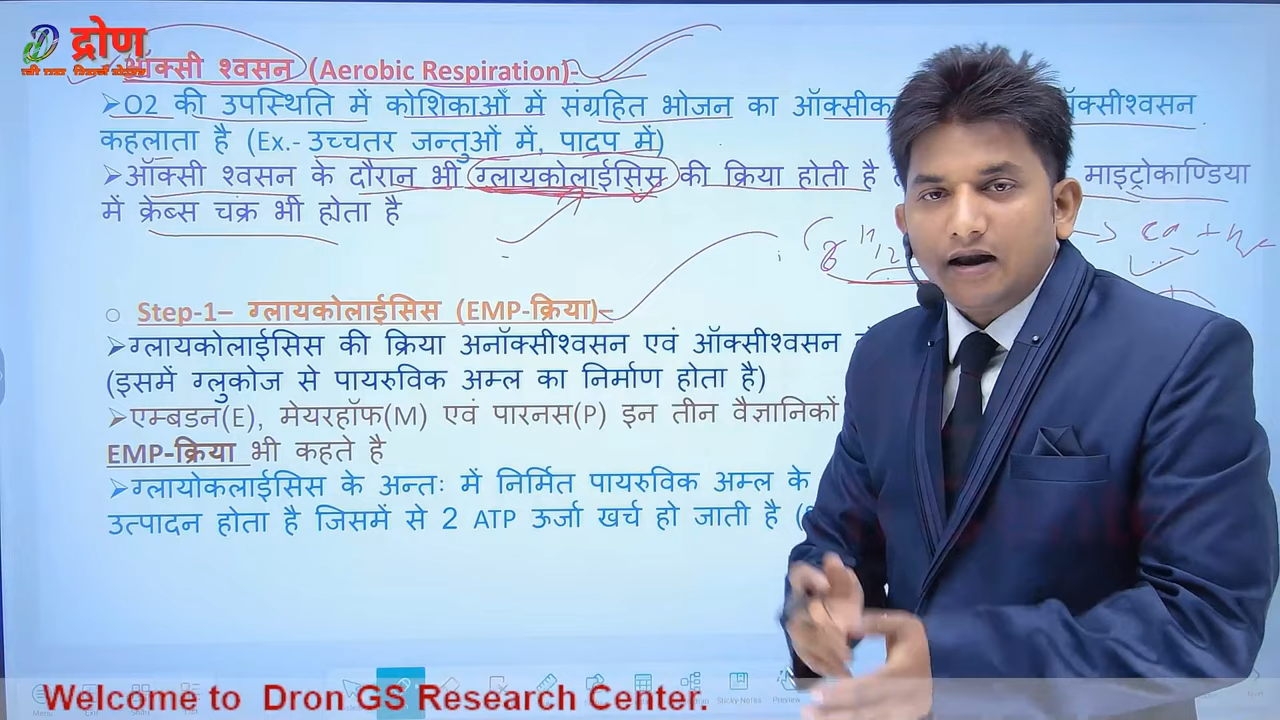 द्रोण
ऑक्सी श्वसन (Aerobic Respiration)-
➢O2 की उपस्थिति में कोशिकाओं में संग्रहित भोजन का ऑक्सीक ऑक्सीश्वसन
कहलाता है (Ex.- उच्चतर जन्तुओं में, पादप में)
➢ऑक्सी श्वसन के दौरान भी ग्लायकोलाईसिस की क्रिया होती है माइट्रोकाण्डिया
में क्रेब्स चक्र भी होता है
Step-1– ग्लायकोलाईसिस (EMP-क्रिया)–
➢ग्लायकोलाईसिस की क्रिया अनॉक्सीश्वसन एवं ऑक्सीश्वसन
(इसमें ग्लुकोज से पायरुविक अम्ल का निर्माण होता है)
➢एम्बडन(E), मेयरहॉफ(M) एवं पारनस(P) इन तीन वैज्ञानिकों
EMP-क्रिया भी कहते है
➢ग्लायोकलाईसिस के अन्तः में निर्मित पायरुविक अम्ल के
उत्पादन होता है जिसमें से 2 ATP ऊर्जा खर्च हो जाती है
Sticky Notes Preview
Welcome to Dron GS Research Center.